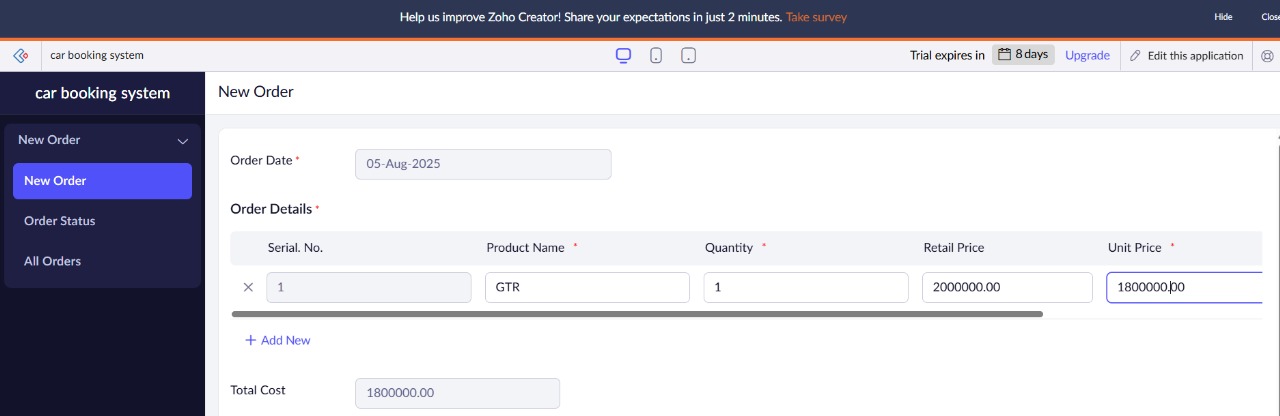 Help us improve Zoho Creator! Share your expectations in just 2 minutes. Take survey Hide Close
car booking system Trial expires in 8 days Upgrade Edit this application
car booking system
New Order
New Order
New Order
Order Status
All Orders
Order Date * 05-Aug-2025
Order Details *
Serial. No. Product Name * Quantity * Retail Price Unit Price *
1 GTR 1 2000000.00 1800000.00
+ Add New
Total Cost 1800000.00